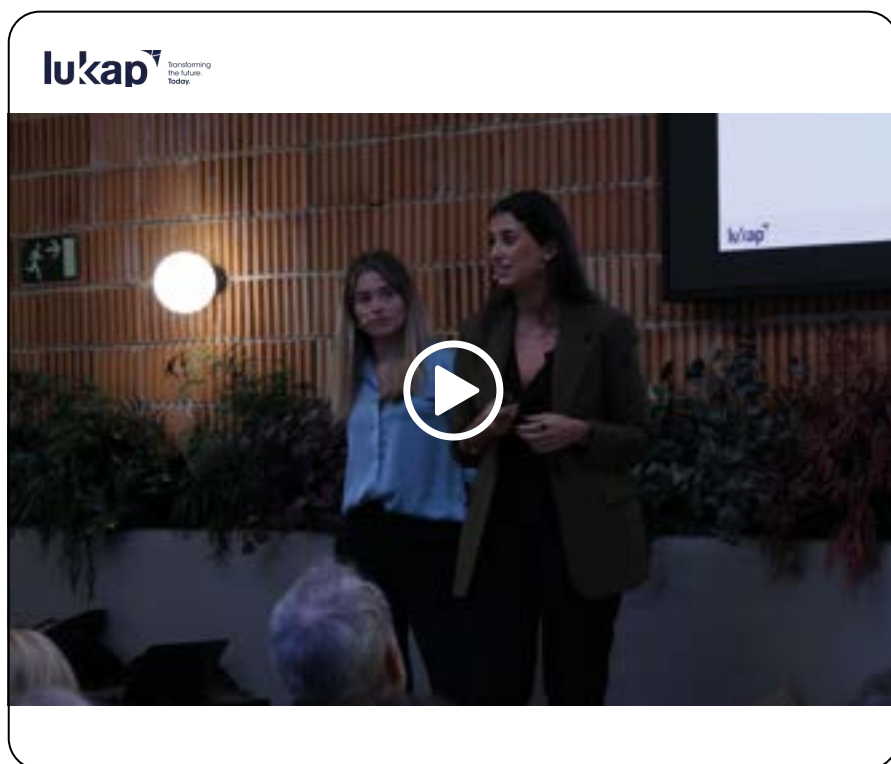 lukap
Transforming
the future.
Today.
lukap